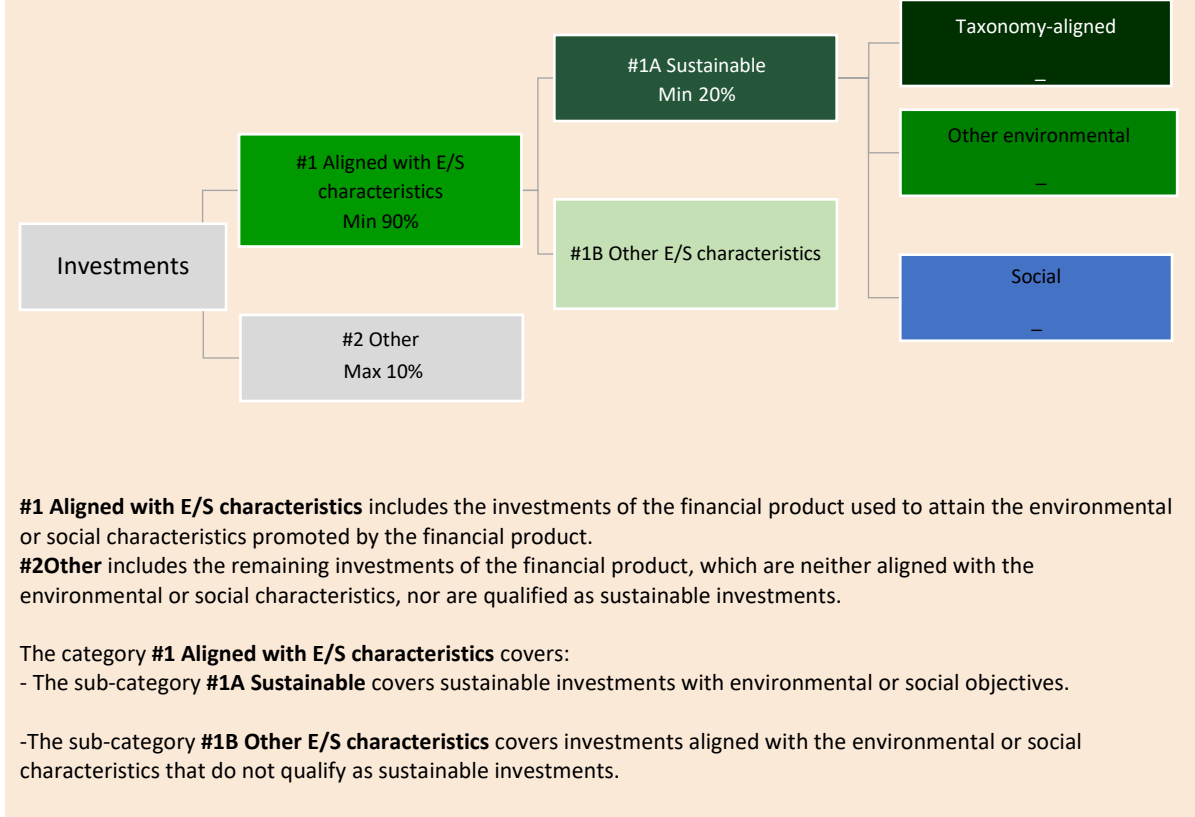 Taxonomy-aligned
_
#1A Sustainable
Min 20%
Other environmental
_
#1 Aligned with E/S
characteristics
Min 90%
#1B Other E/S characteristics
Investments
Social
_
#2 Other
Max 10%
#1 Aligned with E/S characteristics includes the investments of the financial product used to attain the environmental
or social characteristics promoted by the financial product.
#2Other includes the remaining investments of the financial product, which are neither aligned with the
environmental or social characteristics, nor are qualified as sustainable investments.
The category #1 Aligned with E/S characteristics covers:
- The sub-category #1A Sustainable covers sustainable investments with environmental or social objectives.
-The sub-category #1B Other E/S characteristics covers investments aligned with the environmental or social
characteristics that do not qualify as sustainable investments.